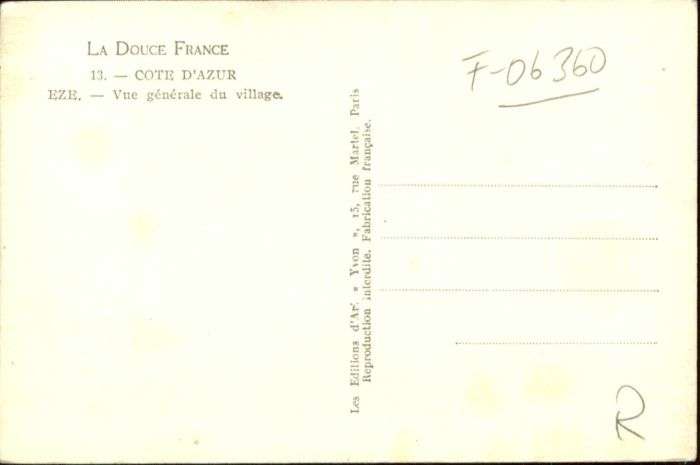 LA DOUCE FRANCE
13. — COTE D'AZUR
EZE. — Vue générale du village.
Les Editions d'Art « Yvon », 15, rue Martel, Paris
Reproduction interdite. Fabrication française.
F-06360
R